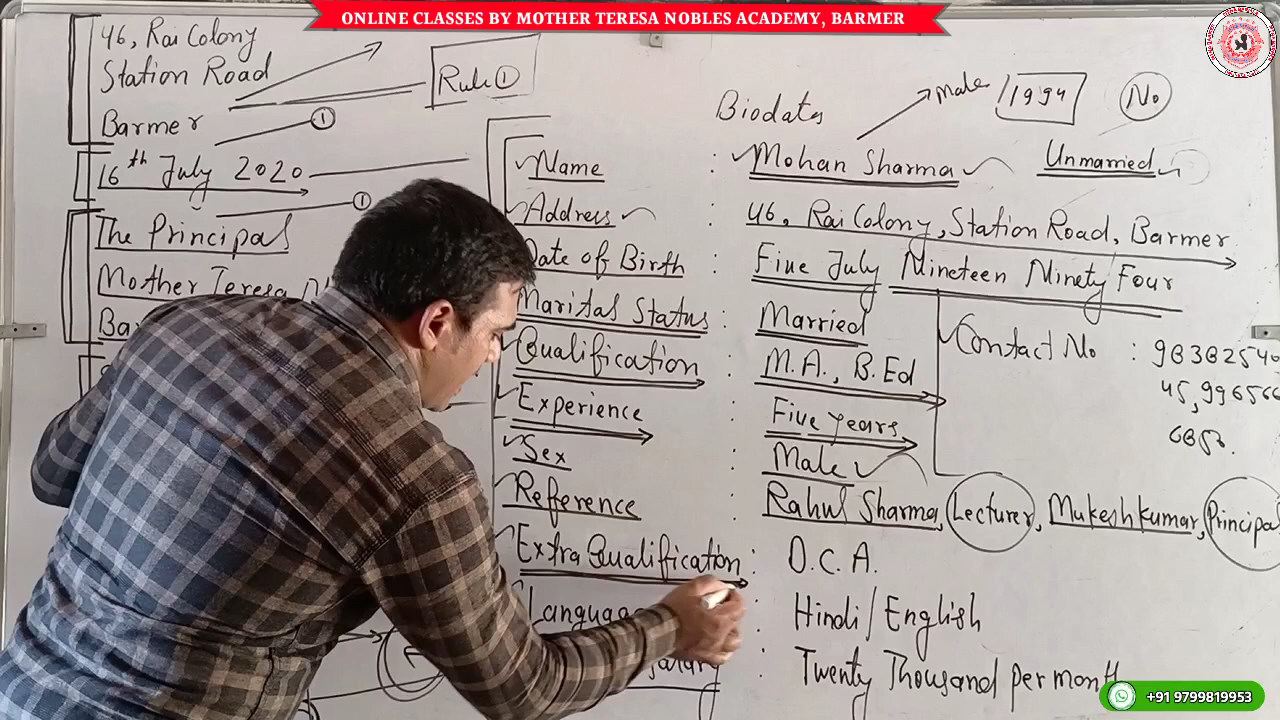 ONLINE CLASSES BY MOTHER TERESA NOBLES ACADEMY, BARMER
46, Rai Colony
Station Road
Barmer
Rule ①
①
16th July 2020
①
The Principal
Mother Teresa
Biodata
Male
1994
No
Name : Mohan Sharma
Unmarried
Address : 46, Rai Colony, Station Road, Barmer
Date of Birth : Five July Nineteen Ninety Four
Marital Status : Married
Qualification : M.A., B.Ed
Contact No :
Experience : Five years
Sex Male
Reference : Rahul Sharma, Lecturer, Mukesh kumar, Principal
Extra Qualification : D.C.A.
Language : Hindi / English
Salary : Twenty Thousand per month
+91 9799819953